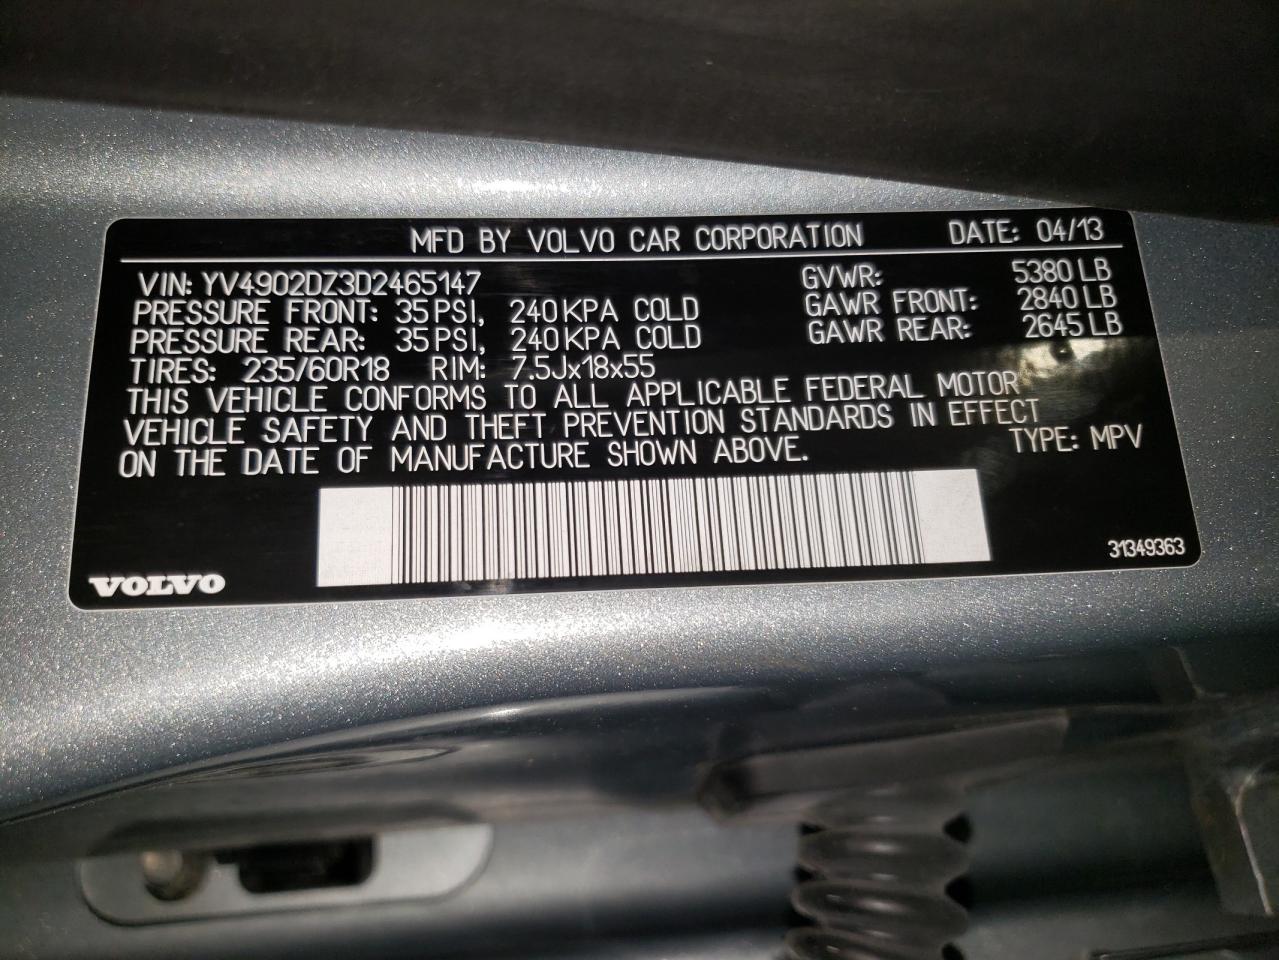 MFD BY VOLVO CAR CORPORATION DATE: 04/13
VIN: YV4902DZ3D2465147 GVWR: 5380 LB
PRESSURE FRONT: 35 PSI, 240 KPA COLD GAWR FRONT: 2840 LB
PRESSURE REAR: 35 PSI, 240 KPA COLD GAWR REAR: 2645 LB
TIRES: 235/60R18 RIM: 7.5Jx18x55
THIS VEHICLE CONFORMS TO ALL APPLICABLE FEDERAL MOTOR
VEHICLE SAFETY AND THEFT PREVENTION STANDARDS IN EFFECT
ON THE DATE OF MANUFACTURE SHOWN ABOVE. TYPE: MPV
31349363
VOLVO